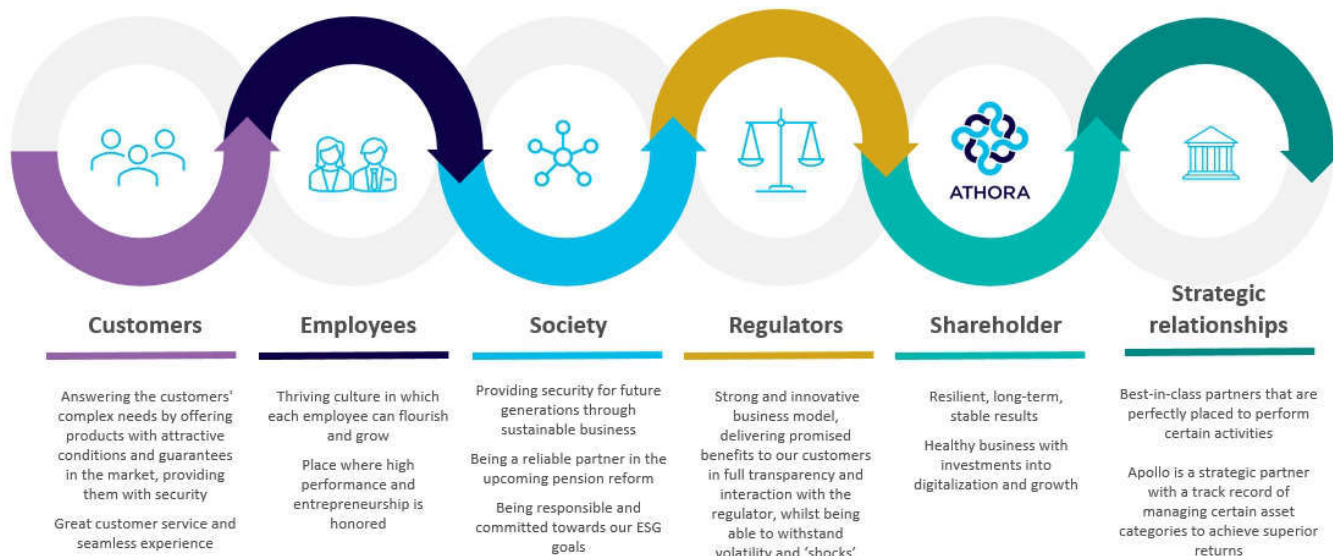 ATHORA
Customers
Answering the customers'
complex needs by offering
products with attractive
conditions and guarantees
in the market, providing
them with security
Great customer service and
seamless experience
Employees
Thriving culture in which
each employee can flourish
and grow
Place where high
performance and
entrepreneurship is
honored
Society
Providing security for future
generations through
sustainable business
Being a reliable partner in the
upcoming pension reform
Being responsible and
committed towards our ESG
goals
Regulators
Strong and innovative
business model,
delivering promised
benefits to our customers
in full transparency and
interaction with the
regulator, whilst being
able to withstand
volatility and ‘shocks’
Shareholder
Resilient, long-term,
stable results
Healthy business with
investments into
digitalization and growth
Strategic
relationships
Best-in-class partners that are
perfectly placed to perform
certain activities
Apollo is a strategic partner
with a track record of
managing certain asset
categories to achieve superior
returns